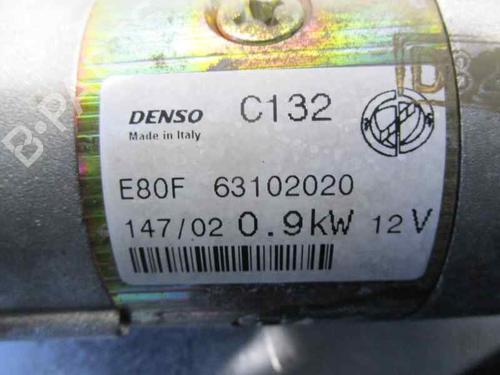 DENSO C132
Made in Italy
E80F 63102020
147/02 0.9kW 12V